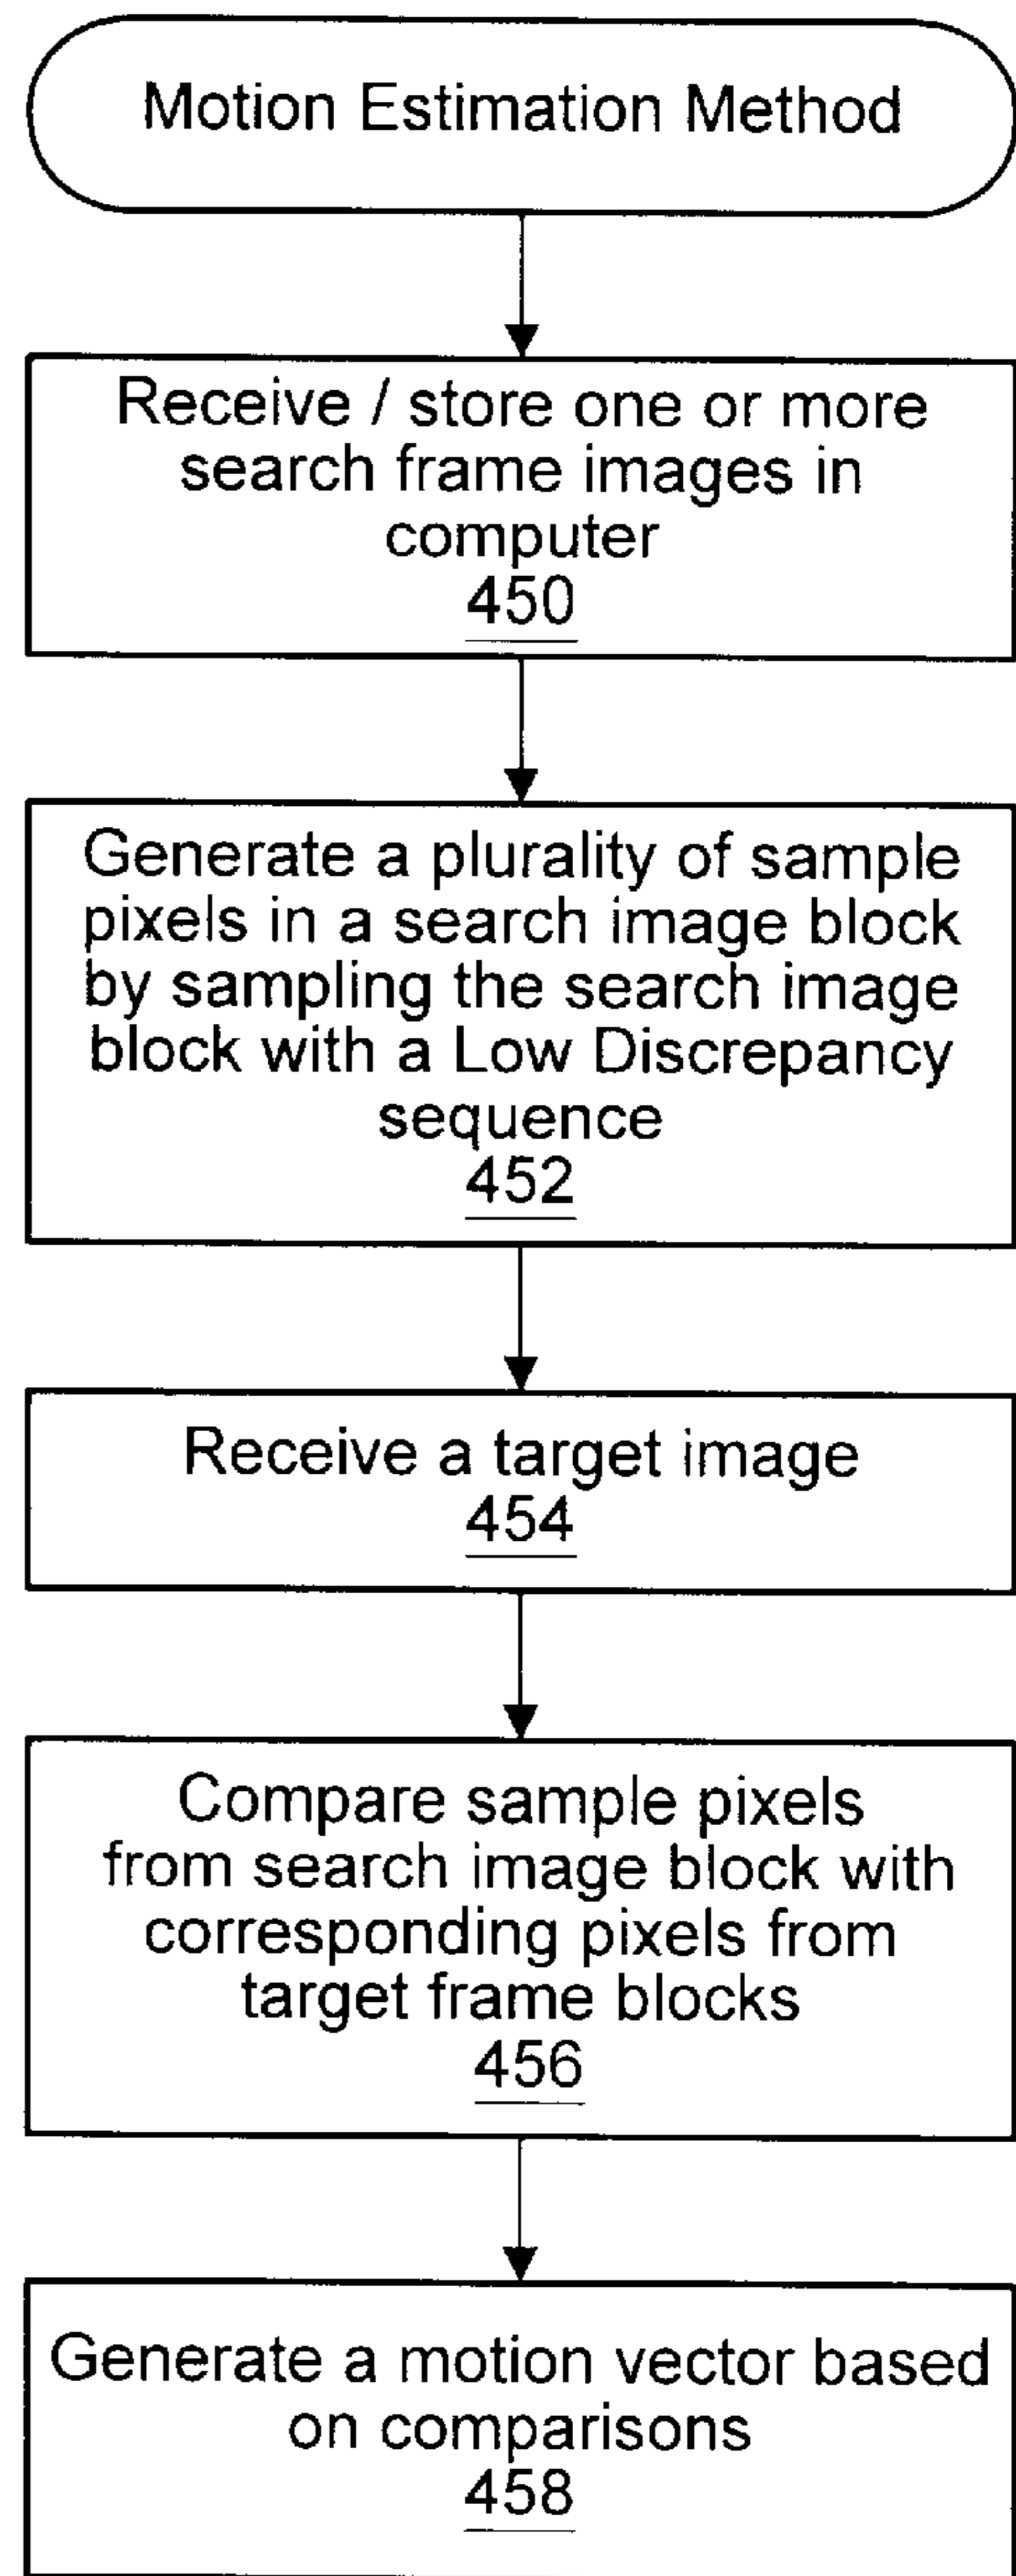 Motion Estimation Method
Receive / store one or more
search frame images in
computer
450
Generate a plurality of sample
pixels in a search image block
by sampling the search image
block with a Low Discrepancy
sequence
452
Receive a target image
454
Compare sample pixels
from search image block with
corresponding pixels from
target frame blocks
456
Generate a motion vector based
on comparisons
458